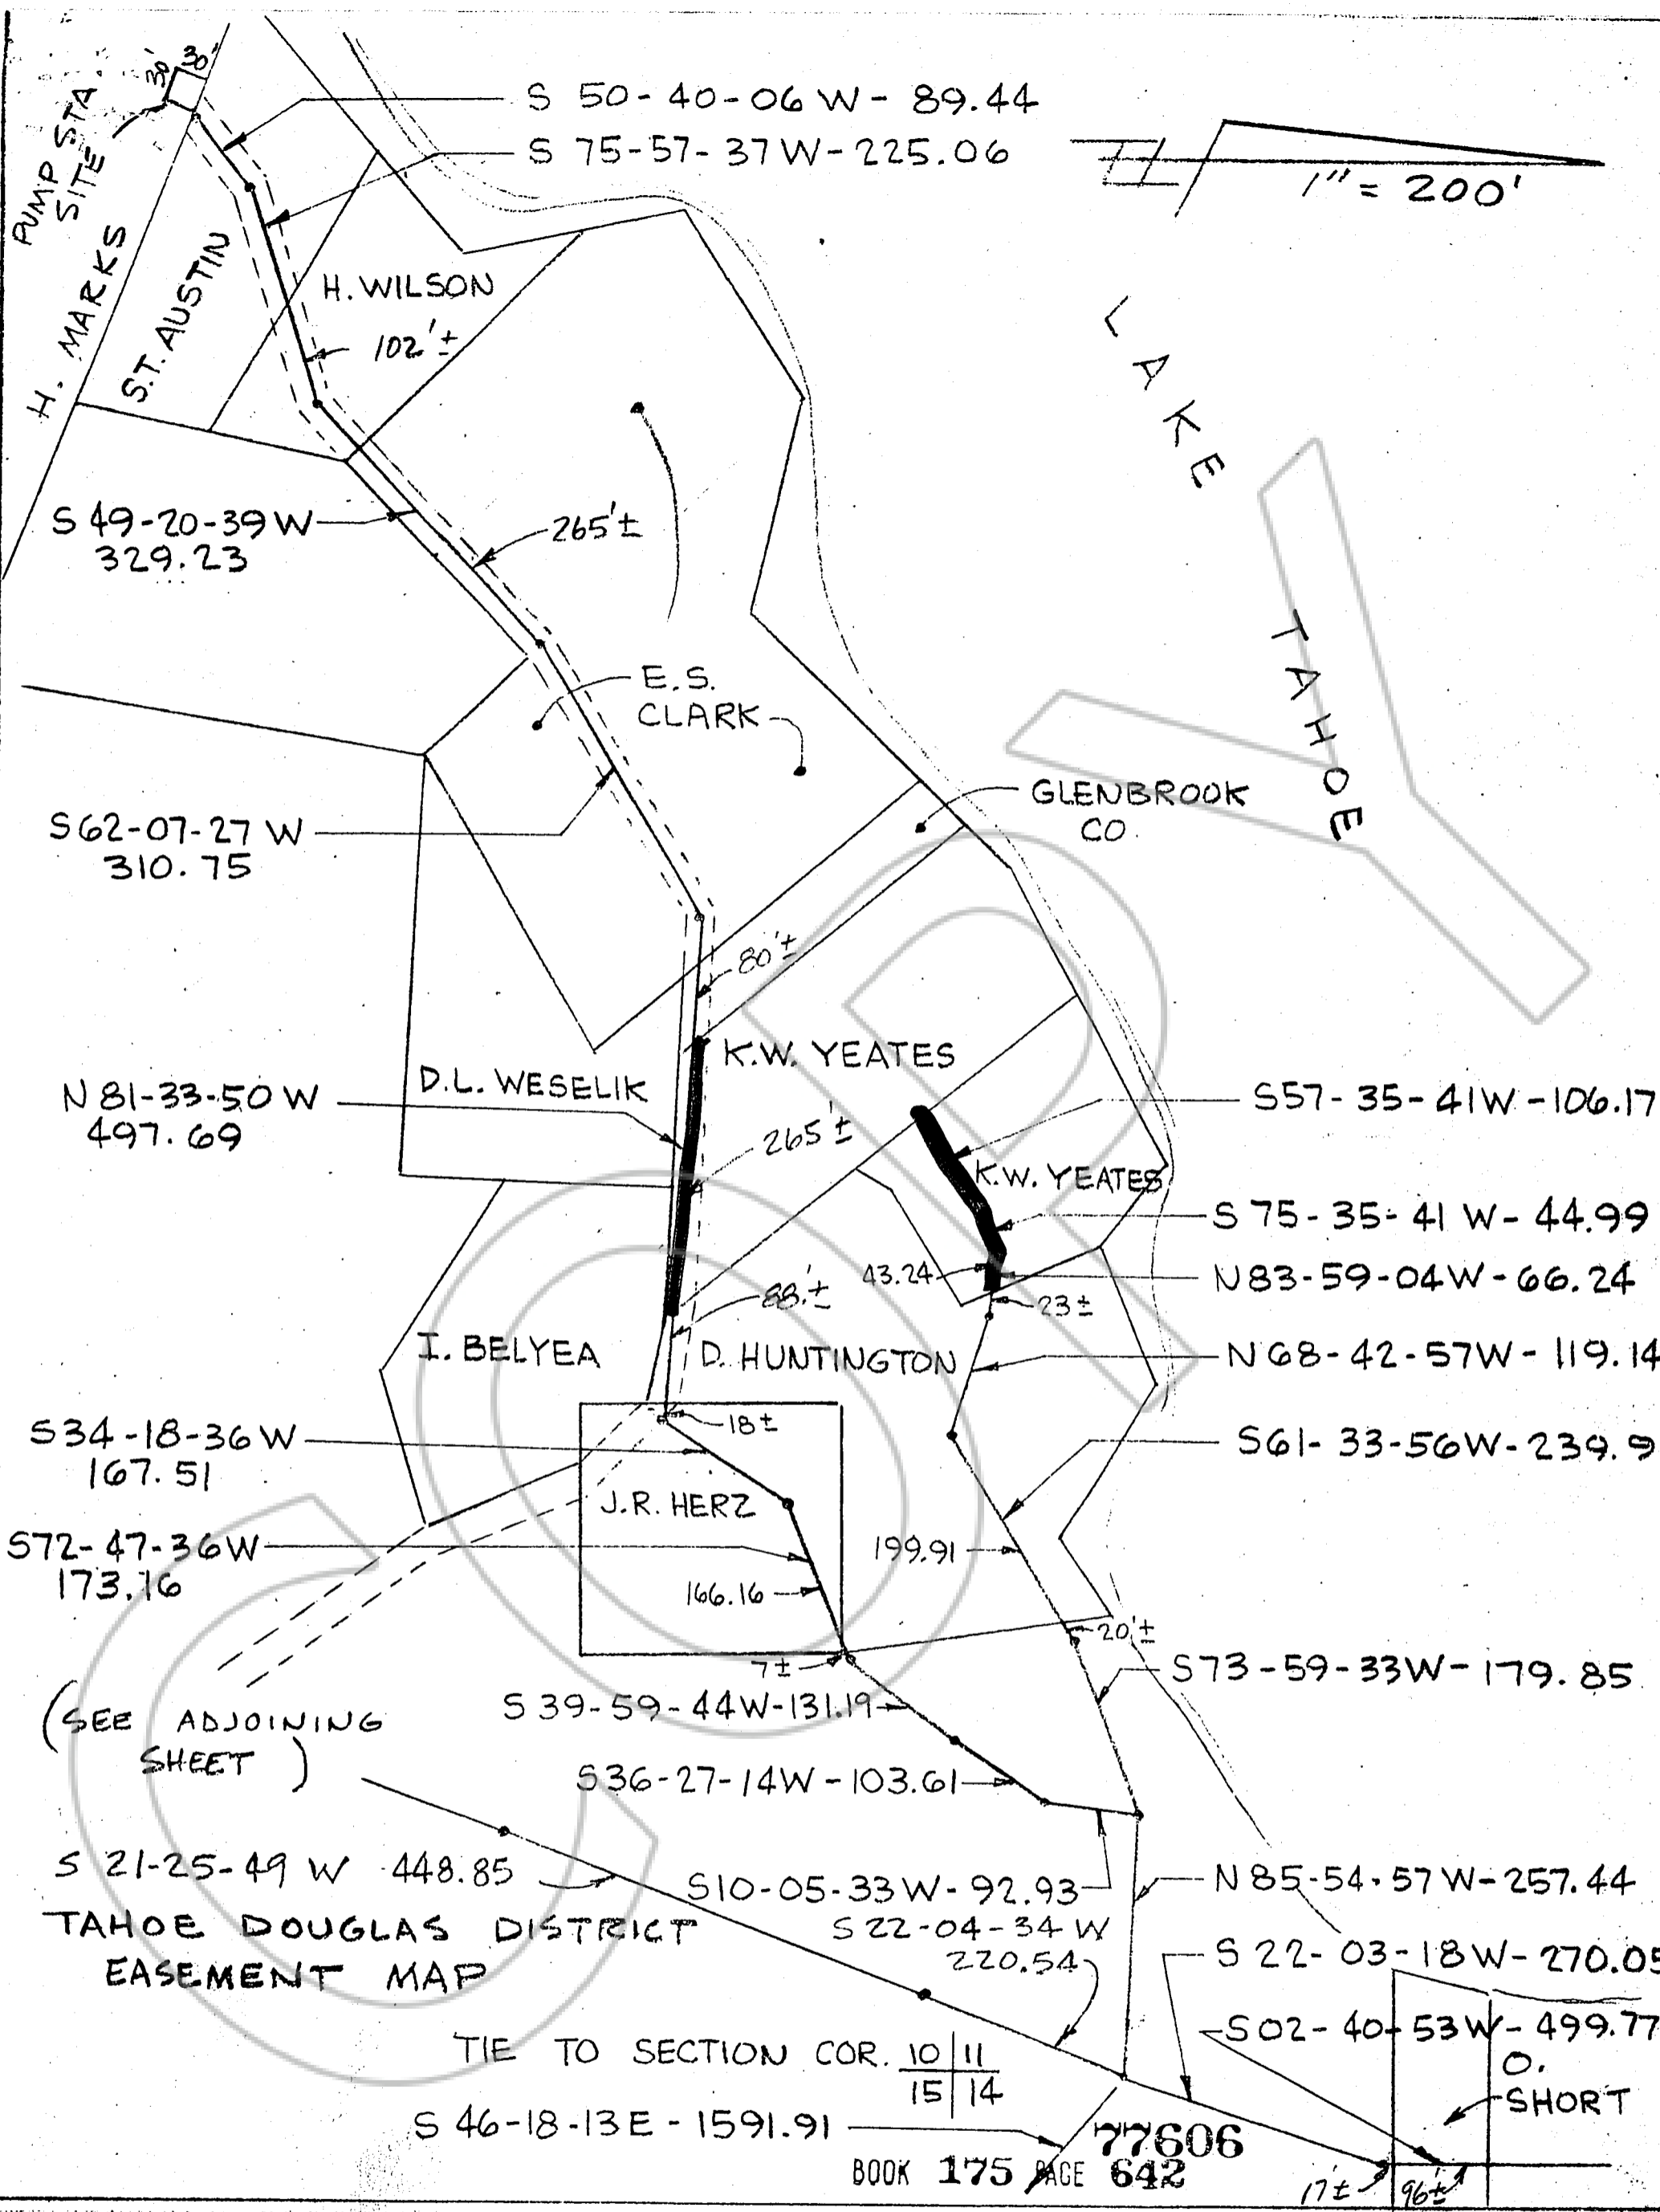 30' 30'
PUMP STA.
SITE
S 50-40-06 W - 89.44
S 75-57-37W-225.06
1" = 200'
H. MARKS
S.T. AUSTIN
H. WILSON
102'±
LAKE TAHOE
S 49-20-39 W
329.23
265'±
E.S.
CLARK
GLENBROOK
CO.
S62-07-27 W
310.75
80'±
K.W. YEATES
D.L. WESELIK
N 81-33-50 W
497.69
S57-35-41W-106.17
265'±
K.W. YEATES
S 75-35-41 W-44.99
43.24
N83-59-04W-66.24
88'±
23±
I. BELYEA
D. HUNTINGTON
N68-42-57W-119.14
18±
S34-18-36W
167.51
S61-33-56W-239.9
J.R. HERZ
S72-47-36W
173.16
199.91
166.16
20'±
7±
S73-59-33W-179.85
S 39-59-44W-131.19
(SEE ADJOINING
SHEET)
S36-27-14W-103.61
S 21-25-49 W 448.85
S10-05-33W-92.93
N 85-54-57W-257.44
TAHOE DOUGLAS DISTRICT
EASEMENT MAP
S 22-04-34 W
220.54
S 22-03-18W-270.05
S02-40-53W-499.77
TIE TO SECTION COR. 10 11
15 14
O.
SHORT
S 46-18-13E-1591.91
77606
BOOK 175 PAGE 642
17'± 96'±
COPY